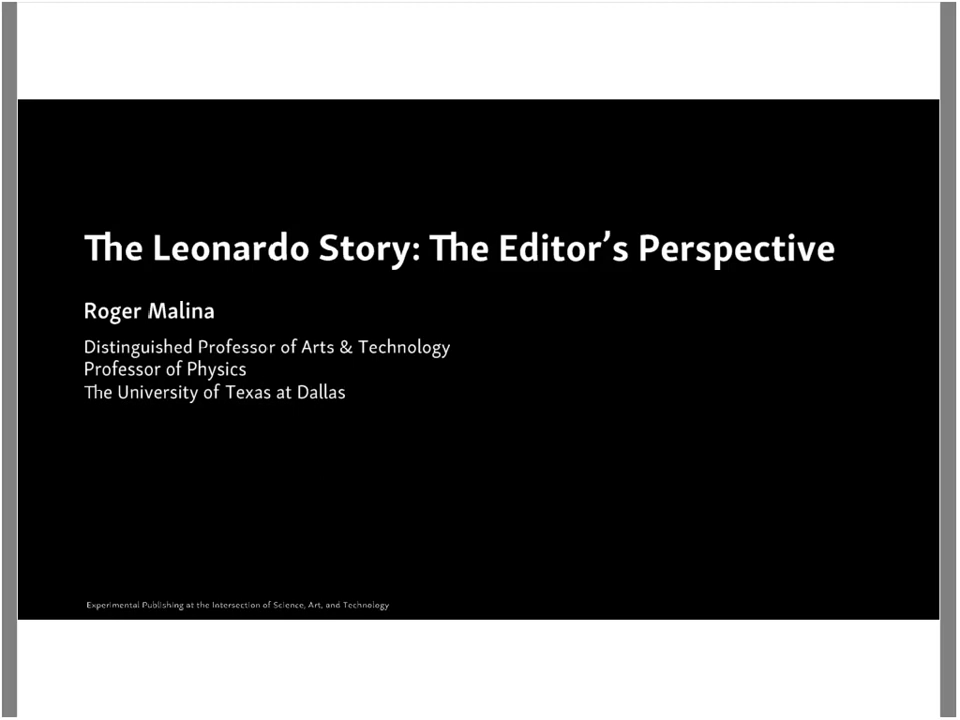 The Leonardo Story: The Editor’s Perspective
Roger Malina
Distinguished Professor of Arts & Technology
Professor of Physics
The University of Texas at Dallas
Experimental Publishing at the Intersection of Science, Art, and Technology